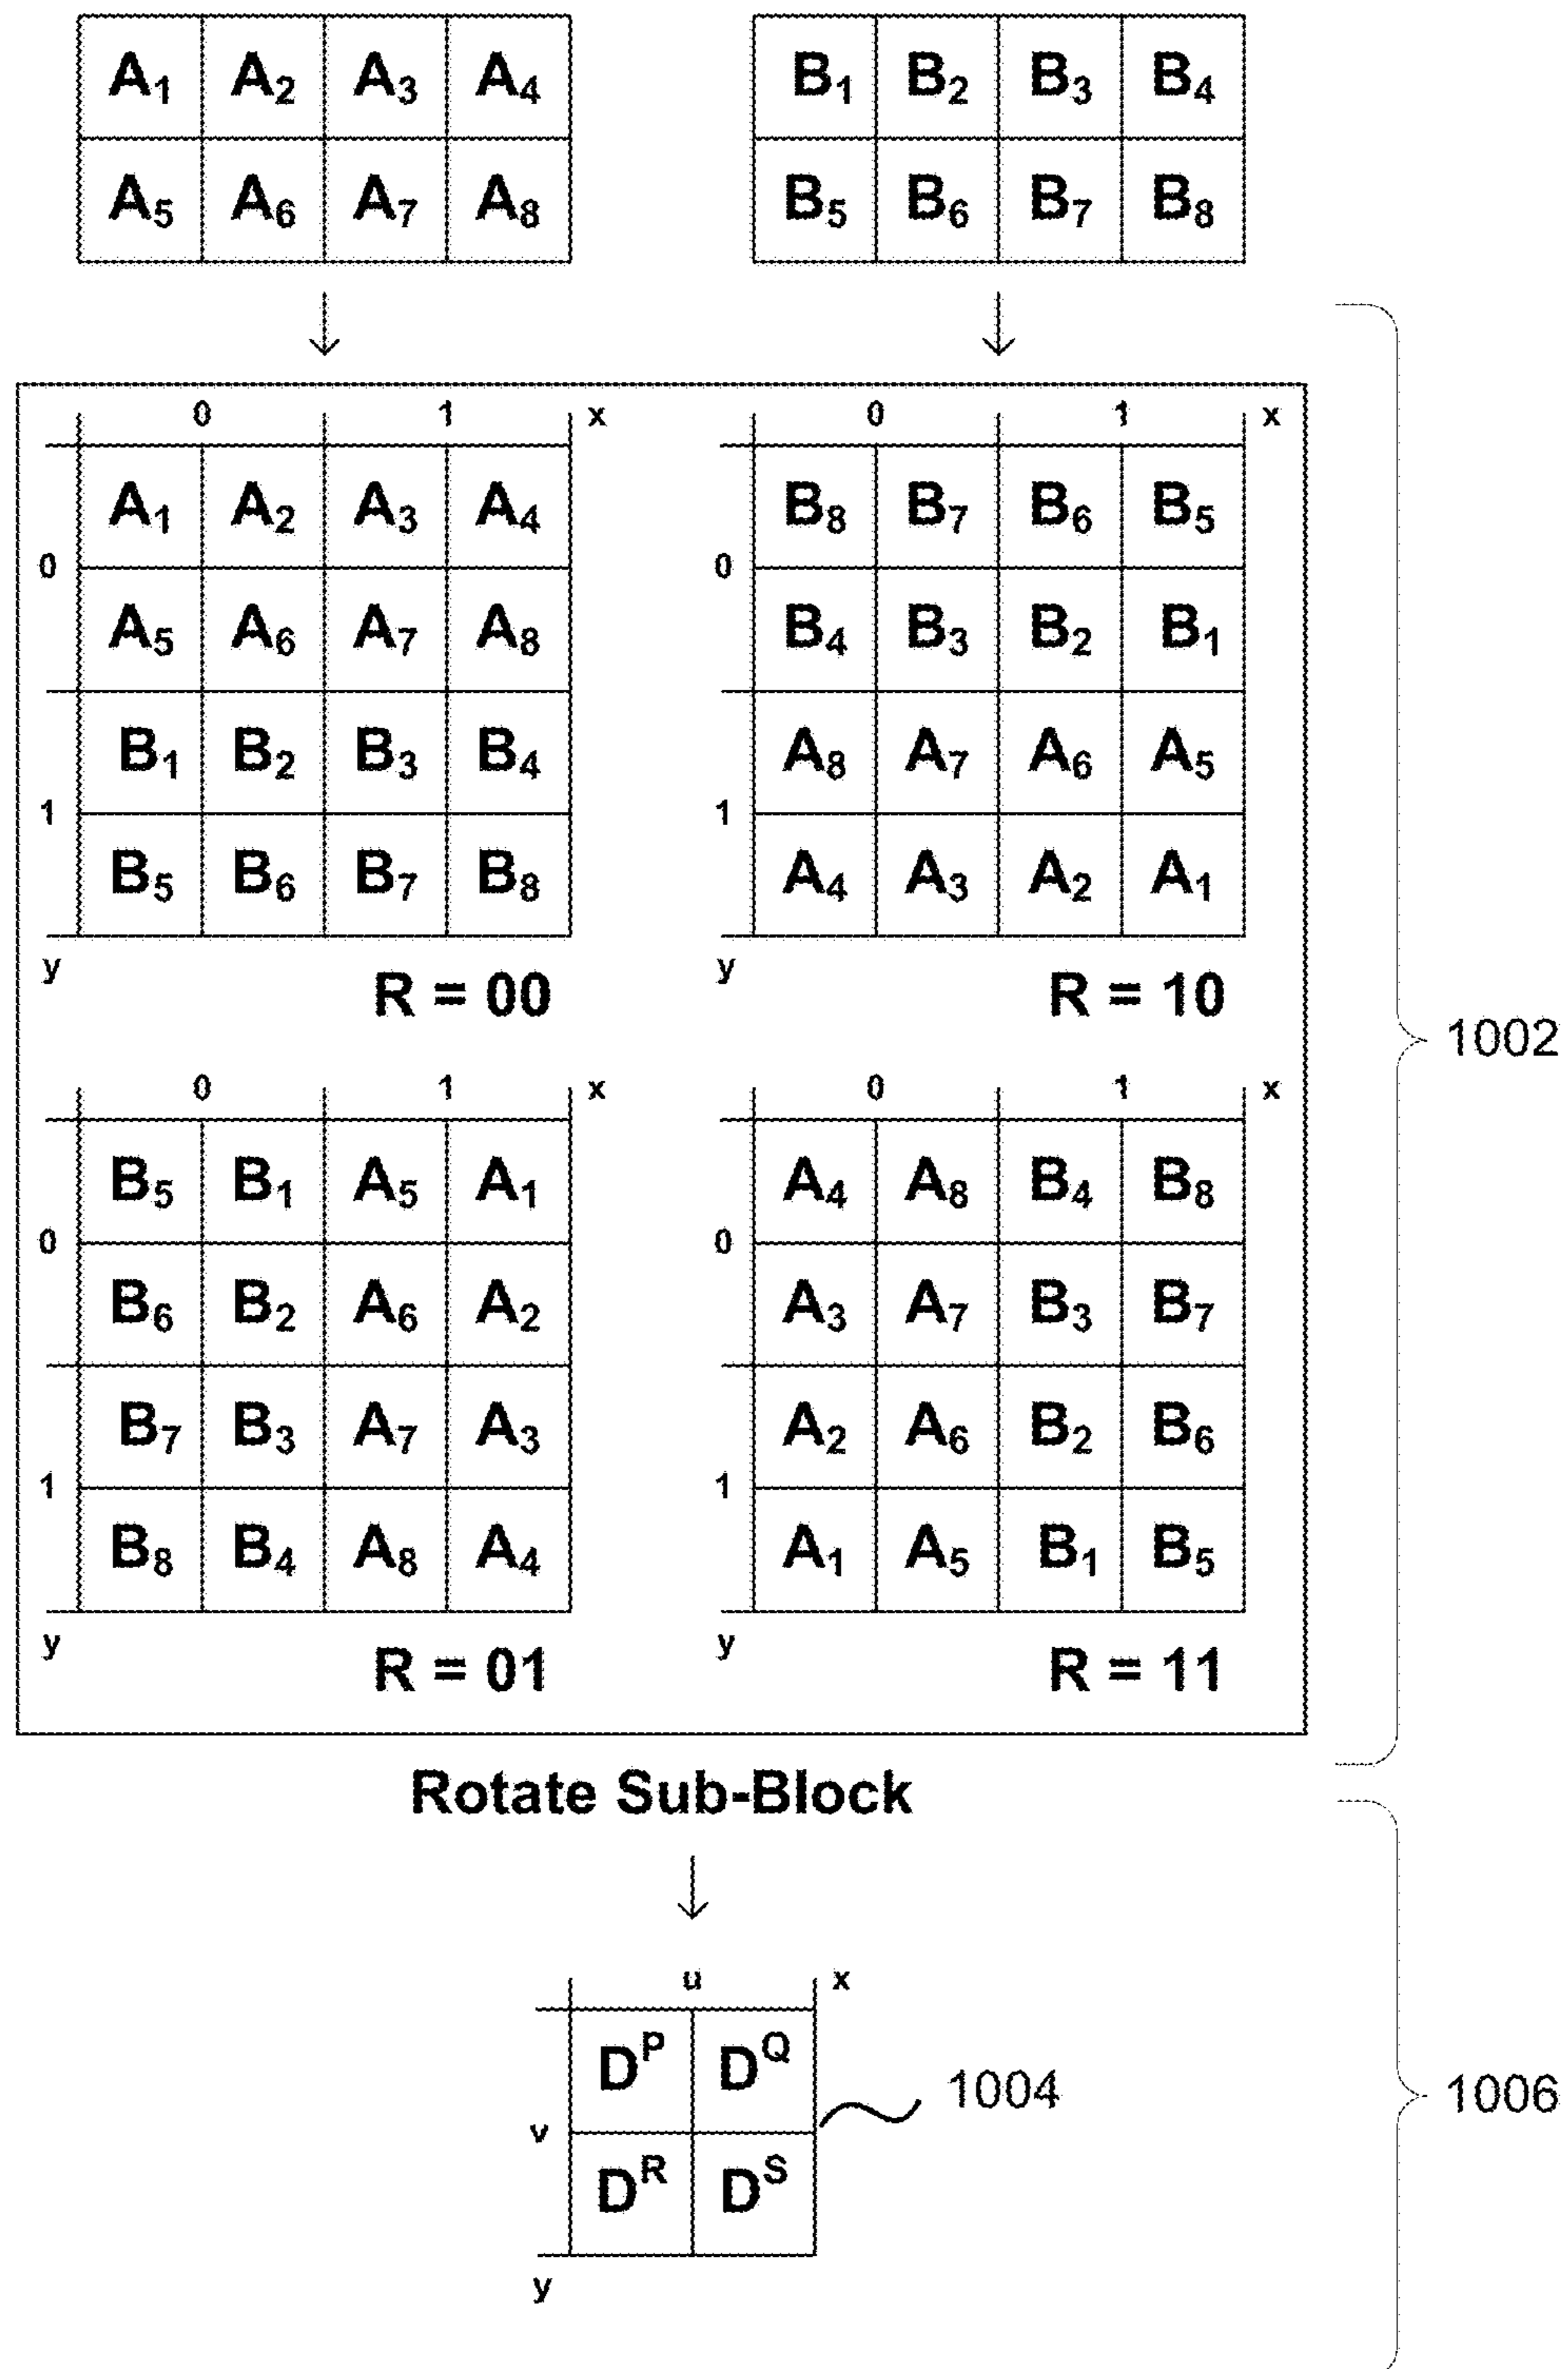 A1 A2 A3 A4 B1 B2 B3 B4
A5 A6 A7 A8 B5 B6 B7 B8
0 1 x 0 1 x
A1 A2 A3 A4 B8 B7 B6 B5
0 0
A5 A6 A7 A8 B4 B3 B2 B1
B1 B2 B3 B4 A8 A7 A6 A5
1 1
B5 B6 B7 B8 A4 A3 A2 A1
y y
R = 00 R = 10
1002
0 1 x 0 1 x
B5 B1 A5 A1 A4 A8 B4 B8
0 0
B6 B2 A6 A2 A3 A7 B3 B7
B7 B3 A7 A3 A2 A6 B2 B6
1 1
B8 B4 A8 A4 A1 A5 B1 B5
y y
R = 01 R = 11
Rotate Sub-Block
u x
DP DQ
1004
1006
v
DR DS
y